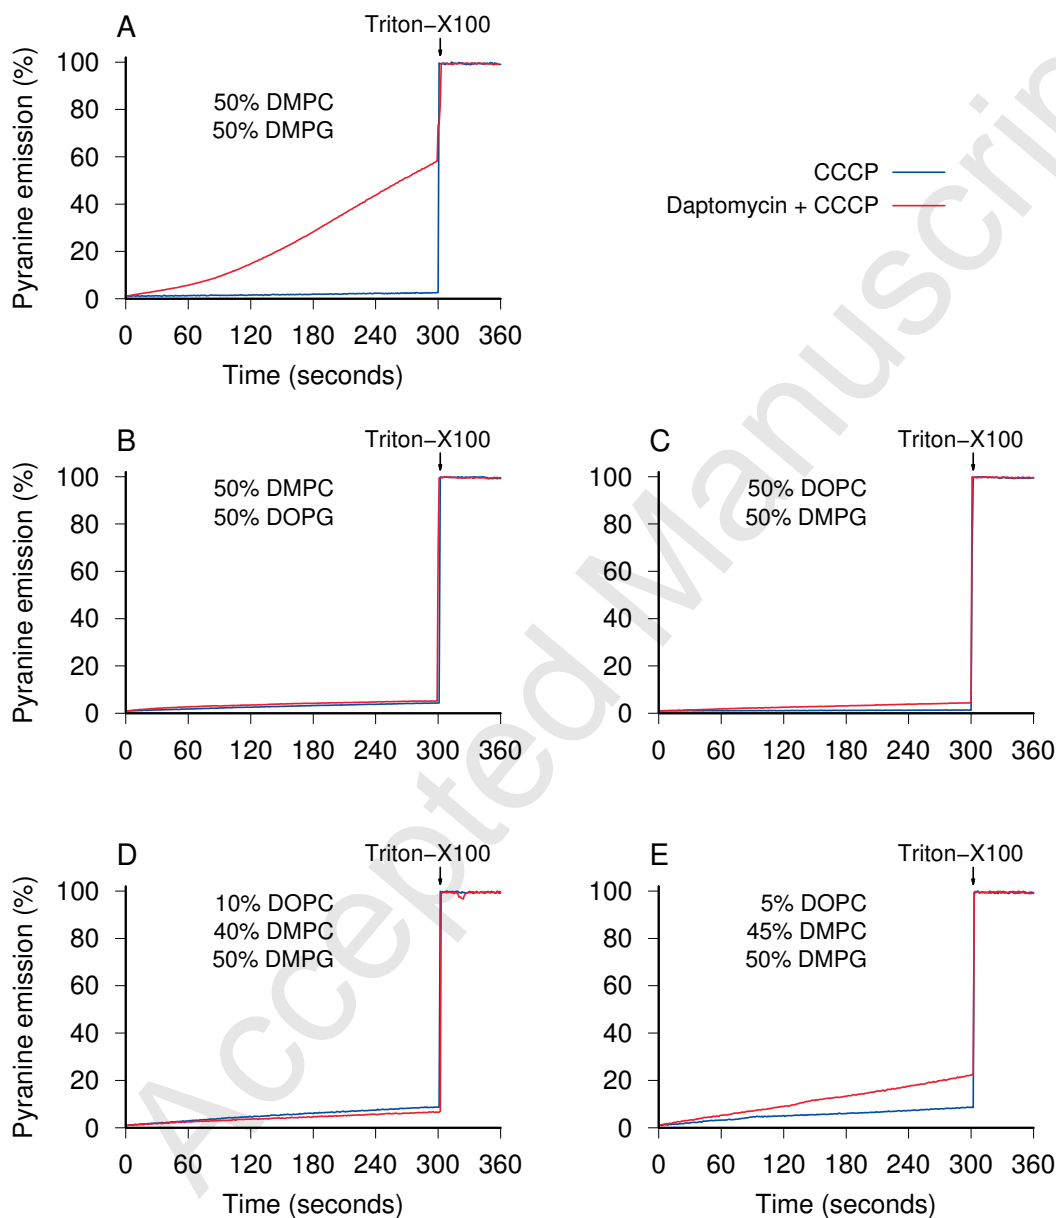 A
Triton−X100
Pyranine emission (%)
100
80
60
40
20
0
50% DMPC
50% DMPG
0 60 120 180 240 300 360
Time (seconds)
CCCP
Daptomycin + CCCP
B
Triton−X100
Pyranine emission (%)
100
80
60
40
20
0
50% DMPC
50% DOPG
0 60 120 180 240 300 360
C
Triton−X100
100
80
60
40
20
0
50% DOPC
50% DMPG
0 60 120 180 240 300 360
D
Triton−X100
Pyranine emission (%)
100
80
60
40
20
0
10% DOPC
40% DMPC
50% DMPG
0 60 120 180 240 300 360
Time (seconds)
E
Triton−X100
100
80
60
40
20
0
5% DOPC
45% DMPC
50% DMPG
0 60 120 180 240 300 360
Time (seconds)
Accepted Manuscrip